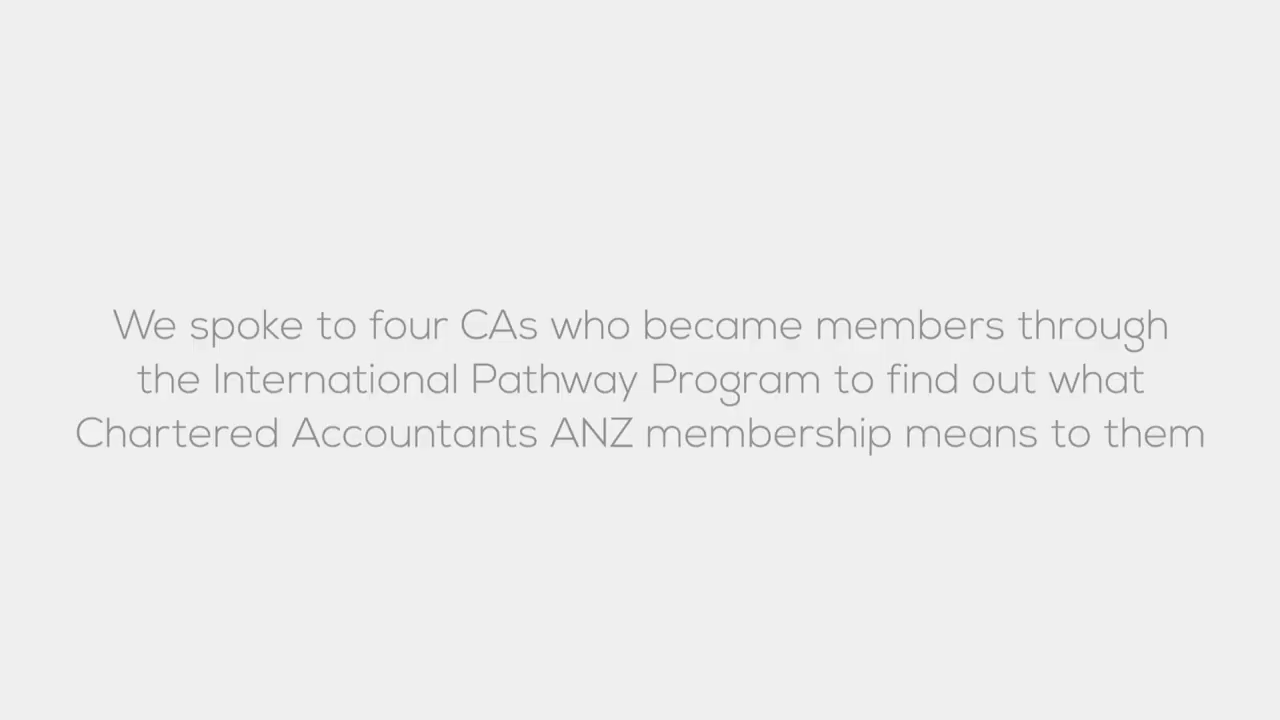 We spoke to four CAs who became members through
the International Pathway Program to find out what
Chartered Accountants ANZ membership means to them